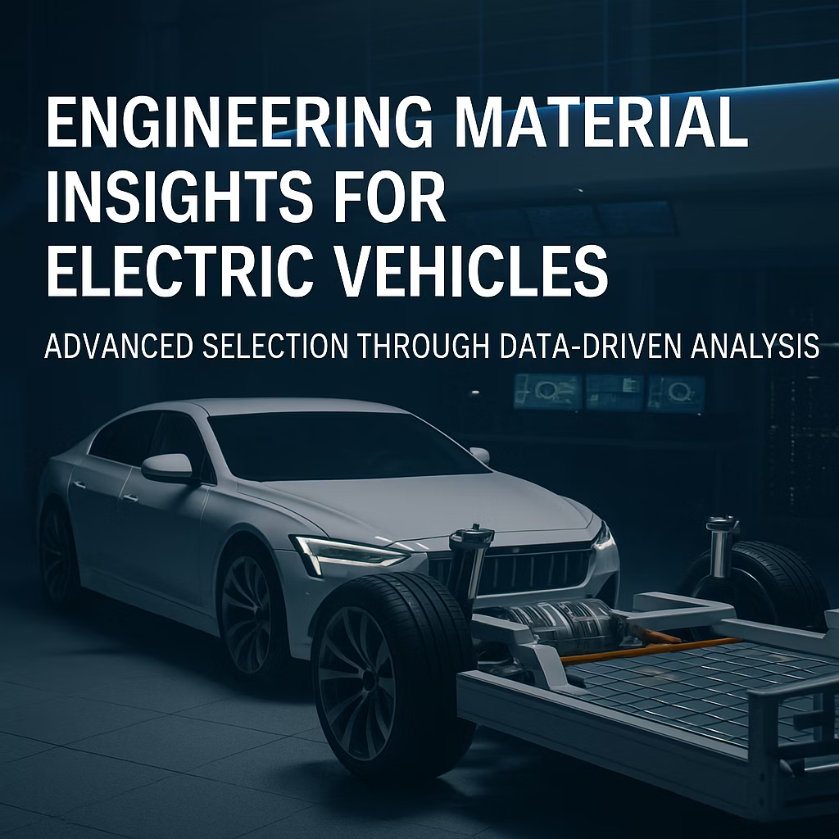 ENGINEERING MATERIAL
INSIGHTS FOR
ELECTRIC VEHICLES
ADVANCED SELECTION THROUGH DATA-DRIVEN ANALYSIS